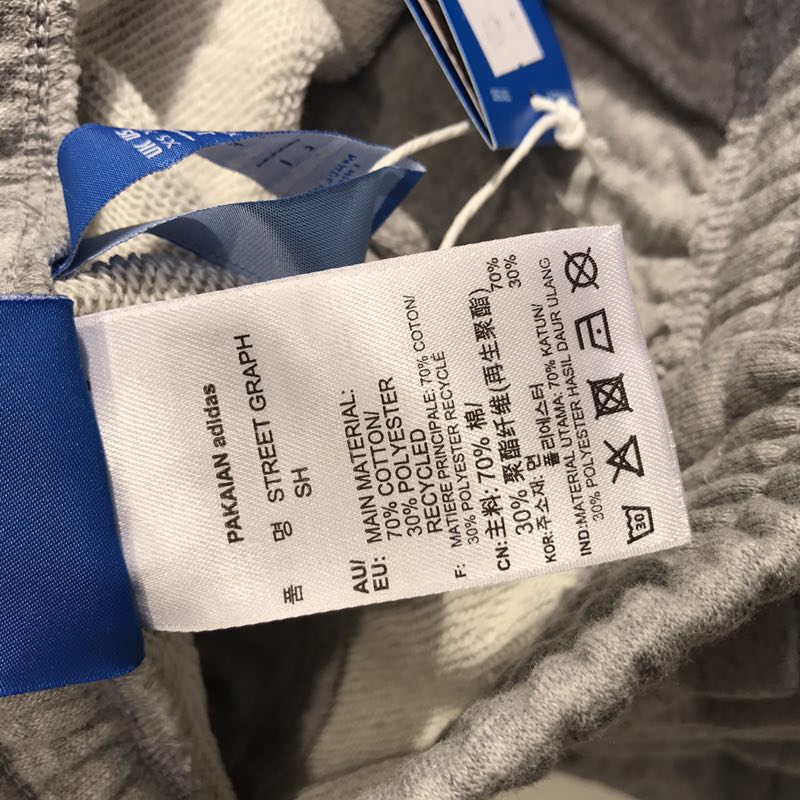 PAKAIAN adidas
품 명 STREET GRAPH
SH
AU/
EU: MAIN MATERIAL:
70% COTTON/
30% POLYESTER
RECYCLED
F: MATIERE PRINCIPALE: 70% COTON/
30% POLYESTER RECYCLÉ
CN: 主料: 70% 棉/
30% 聚酯纤维(再生聚酯)
KOR: 주소재: 면 70%
폴리에스터 30%
IND: MATERIAL UTAMA: 70% KATUN/
30% POLYESTER HASIL DAUR ULANG
30
UK
XS